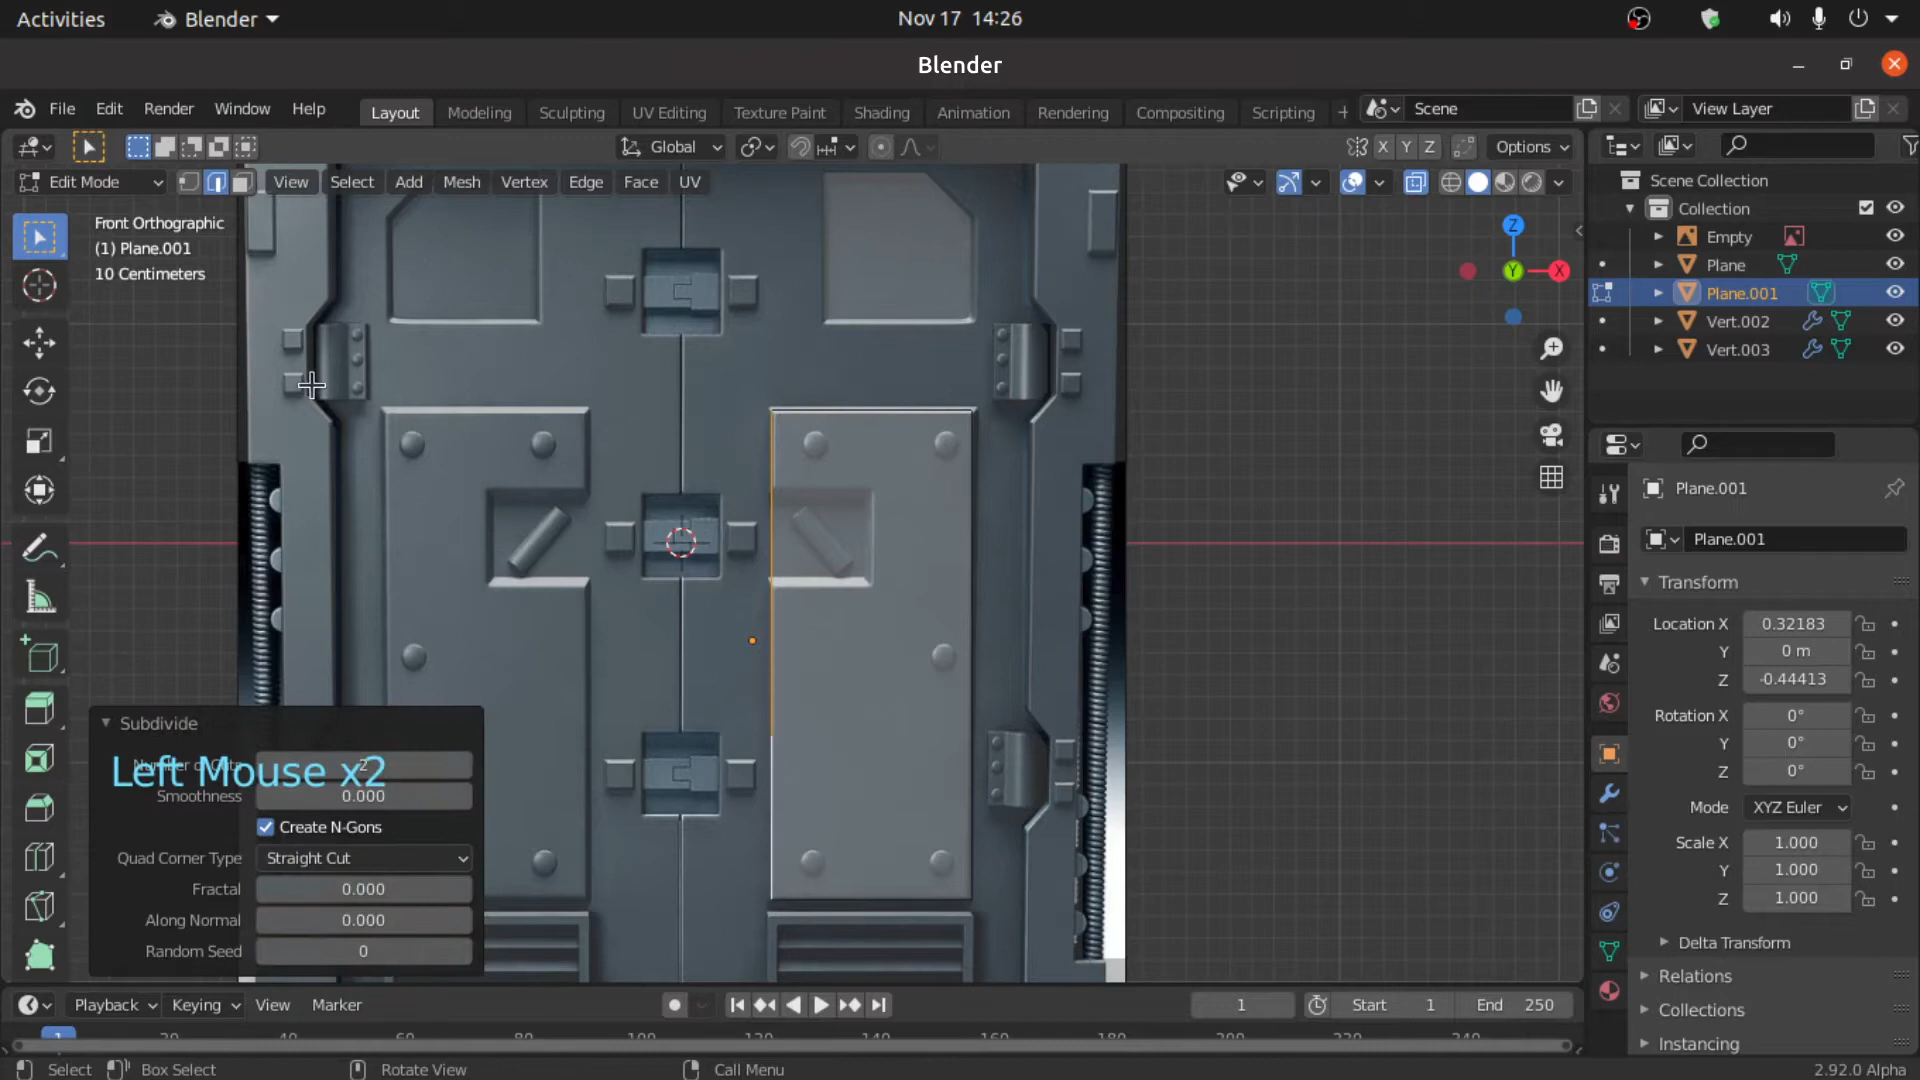 Activities Blender Nov 17 14:26
Blender
File Edit Render Window Help Layout Modeling Sculpting UV Editing Texture Paint Shading Animation Rendering Compositing Scripting + Scene View Layer
Global X Y Z Options
Edit Mode View Select Add Mesh Vertex Edge Face UV
Scene Collection
Collection
Empty
Plane
Plane.001
Vert.002
Vert.003
Front Orthographic
(1) Plane.001
10 Centimeters
Z
Y X
Plane.001
Plane.001
Transform
Location X 0.32183
Y 0 m
Z -0.44413
Rotation X 0°
Y 0°
Z 0°
Mode XYZ Euler
Scale X 1.000
Y 1.000
Z 1.000
Delta Transform
Relations
Collections
Instancing
Subdivide
2
Left Mouse x2
Smoothness 0.000
Create N-Gons
Quad Corner Type Straight Cut
Fractal 0.000
Along Normal 0.000
Random Seed 0
Playback Keying View Marker 1 Start 1 End 250
1
Select Box Select Rotate View Call Menu 2.92.0 Alpha